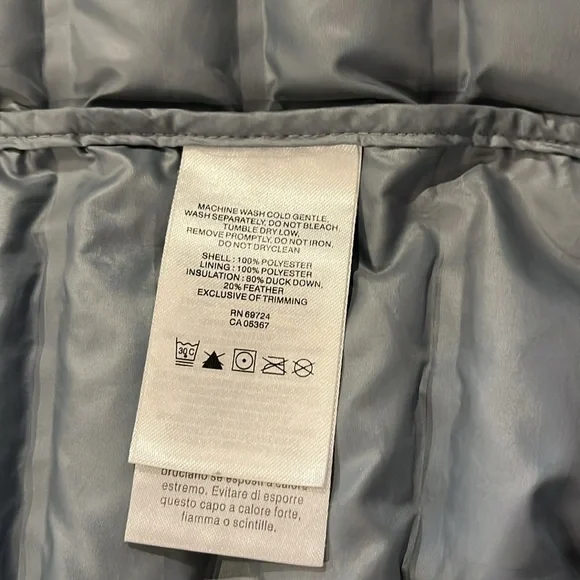 MACHINE WASH COLD GENTLE,
WASH SEPARATELY, DO NOT BLEACH,
TUMBLE DRY LOW,
REMOVE PROMPTLY, DO NOT IRON,
DO NOT DRYCLEAN
SHELL : 100% POLYESTER
LINING : 100% POLYESTER
INSULATION : 80% DUCK DOWN,
20% FEATHER
EXCLUSIVE OF TRIMMING
RN 69724
CA 05367
30 C
bruciano se esposti a calore
estremo. Evitare di esporre
questo capo a calore forte,
fiamma o scintille.